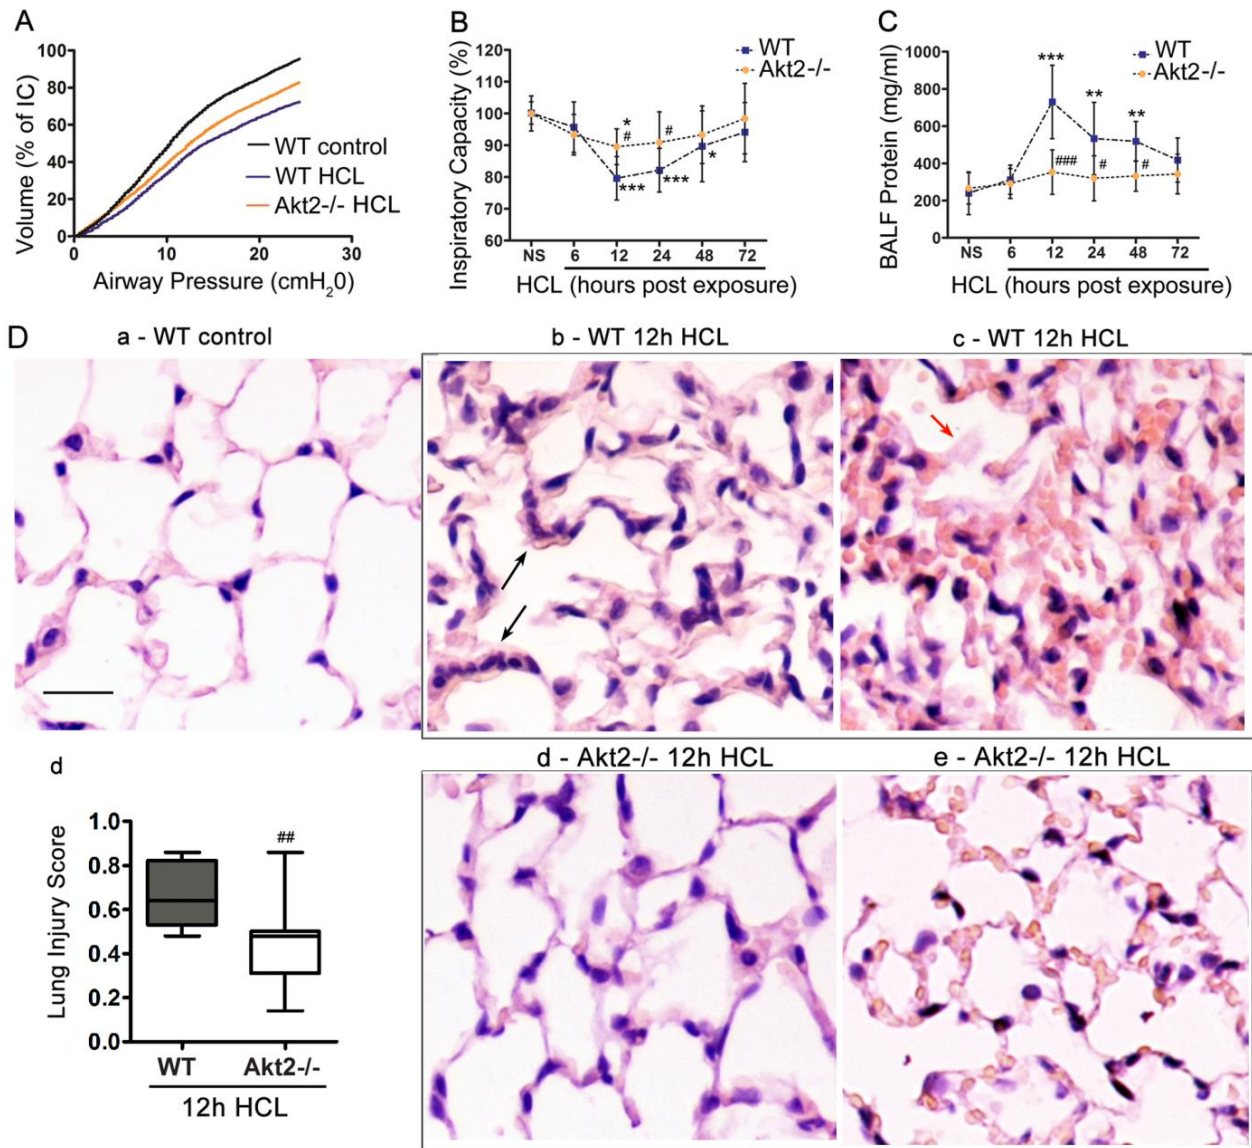 A
Volume (% of IC)
100
80
60
40
20
0
0 10 20 30
Airway Pressure (cmH20)
WT control
WT HCL
Akt2-/- HCL
B
Inspiratory Capacity (%)
120
110
100
90
80
70
60
WT
Akt2-/-
*
#
#
***
***
*
NS 6 12 24 48 72
HCL (hours post exposure)
C
BALF Protein (mg/ml)
1000
800
600
400
200
0
WT
Akt2-/-
***
**
**
###
#
#
NS 6 12 24 48 72
HCL (hours post exposure)
D
a - WT control
b - WT 12h HCL
c - WT 12h HCL
d
Lung Injury Score
1.0
0.8
0.6
0.4
0.2
0.0
##
WT Akt2-/-
12h HCL
d - Akt2-/- 12h HCL
e - Akt2-/- 12h HCL